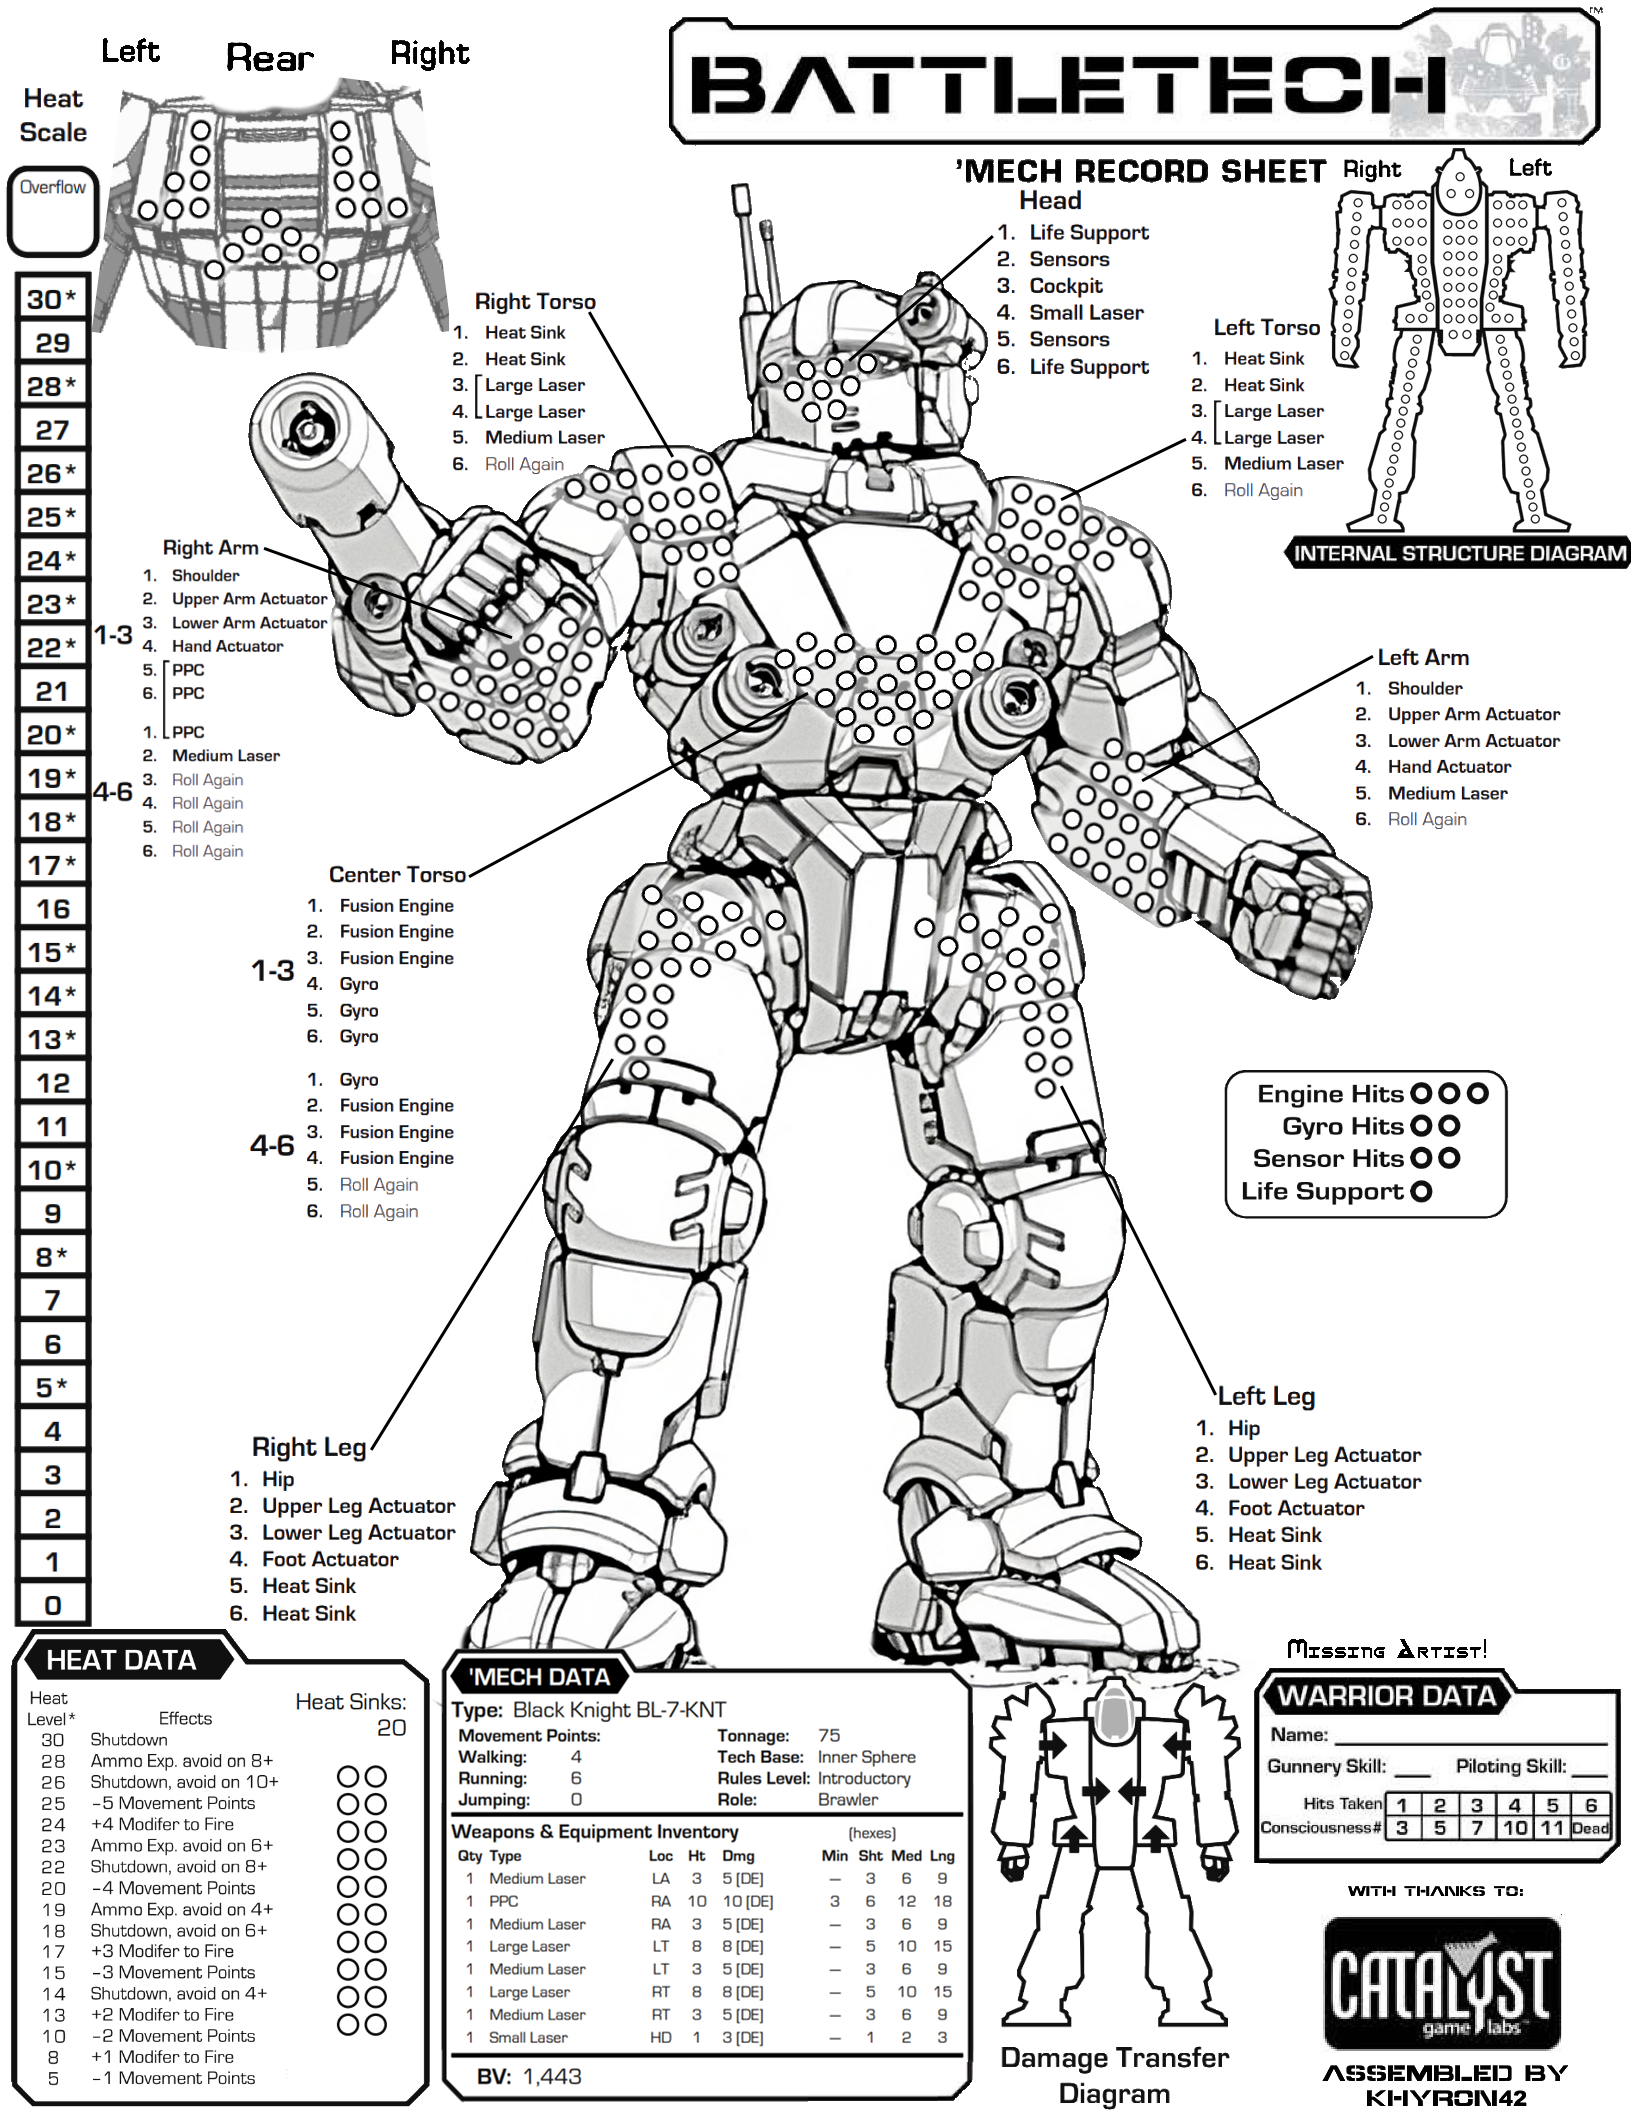 BATTLETECH
™
'MECH RECORD SHEET
Left
Rear
Right
Heat
Scale
Overflow
30*
29
28*
27
26*
25*
24*
23*
22*
21
20*
19*
18*
17*
16
15*
14*
13*
12
11
10*
9
8*
7
6
5*
4
3
2
1
0
Head
1. Life Support
2. Sensors
3. Cockpit
4. Small Laser
5. Sensors
6. Life Support
Right
Left
INTERNAL STRUCTURE DIAGRAM
Right Torso
1. Heat Sink
2. Heat Sink
3. Large Laser
4. Large Laser
5. Medium Laser
6. Roll Again
Left Torso
1. Heat Sink
2. Heat Sink
3. Large Laser
4. Large Laser
5. Medium Laser
6. Roll Again
Right Arm
1-3
1. Shoulder
2. Upper Arm Actuator
3. Lower Arm Actuator
4. Hand Actuator
5. PPC
6. PPC
4-6
1. PPC
2. Medium Laser
3. Roll Again
4. Roll Again
5. Roll Again
6. Roll Again
Left Arm
1. Shoulder
2. Upper Arm Actuator
3. Lower Arm Actuator
4. Hand Actuator
5. Medium Laser
6. Roll Again
Center Torso
1-3
1. Fusion Engine
2. Fusion Engine
3. Fusion Engine
4. Gyro
5. Gyro
6. Gyro
4-6
1. Gyro
2. Fusion Engine
3. Fusion Engine
4. Fusion Engine
5. Roll Again
6. Roll Again
Engine Hits
Gyro Hits
Sensor Hits
Life Support
Right Leg
1. Hip
2. Upper Leg Actuator
3. Lower Leg Actuator
4. Foot Actuator
5. Heat Sink
6. Heat Sink
Left Leg
1. Hip
2. Upper Leg Actuator
3. Lower Leg Actuator
4. Foot Actuator
5. Heat Sink
6. Heat Sink
HEAT DATA
Heat
Level* Effects
Heat Sinks:
20
30 Shutdown
28 Ammo Exp. avoid on 8+
26 Shutdown, avoid on 10+
25 -5 Movement Points
24 +4 Modifer to Fire
23 Ammo Exp. avoid on 6+
22 Shutdown, avoid on 8+
20 -4 Movement Points
19 Ammo Exp. avoid on 4+
18 Shutdown, avoid on 6+
17 +3 Modifer to Fire
15 -3 Movement Points
14 Shutdown, avoid on 4+
13 +2 Modifer to Fire
10 -2 Movement Points
8 +1 Modifer to Fire
5 -1 Movement Points
'MECH DATA
Type: Black Knight BL-7-KNT
Movement Points: Tonnage: 75
Walking: 4 Tech Base: Inner Sphere
Running: 6 Rules Level: Introductory
Jumping: 0 Role: Brawler
Weapons & Equipment Inventory (hexes)
Qty Type Loc Ht Dmg Min Sht Med Lng
1 Medium Laser LA 3 5 [DE] — 3 6 9
1 PPC RA 10 10 [DE] 3 6 12 18
1 Medium Laser RA 3 5 [DE] — 3 6 9
1 Large Laser LT 8 8 [DE] — 5 10 15
1 Medium Laser LT 3 5 [DE] — 3 6 9
1 Large Laser RT 8 8 [DE] — 5 10 15
1 Medium Laser RT 3 5 [DE] — 3 6 9
1 Small Laser HD 1 3 [DE] — 1 2 3
BV: 1,443
Damage Transfer
Diagram
Missing Artist!
WARRIOR DATA
Name:
Gunnery Skill: Piloting Skill:
Hits Taken 1 2 3 4 5 6
Consciousness# 3 5 7 10 11 Dead
WITH THANKS TO:
CATALYST
game labs
ASSEMBLED BY
KHYRON42